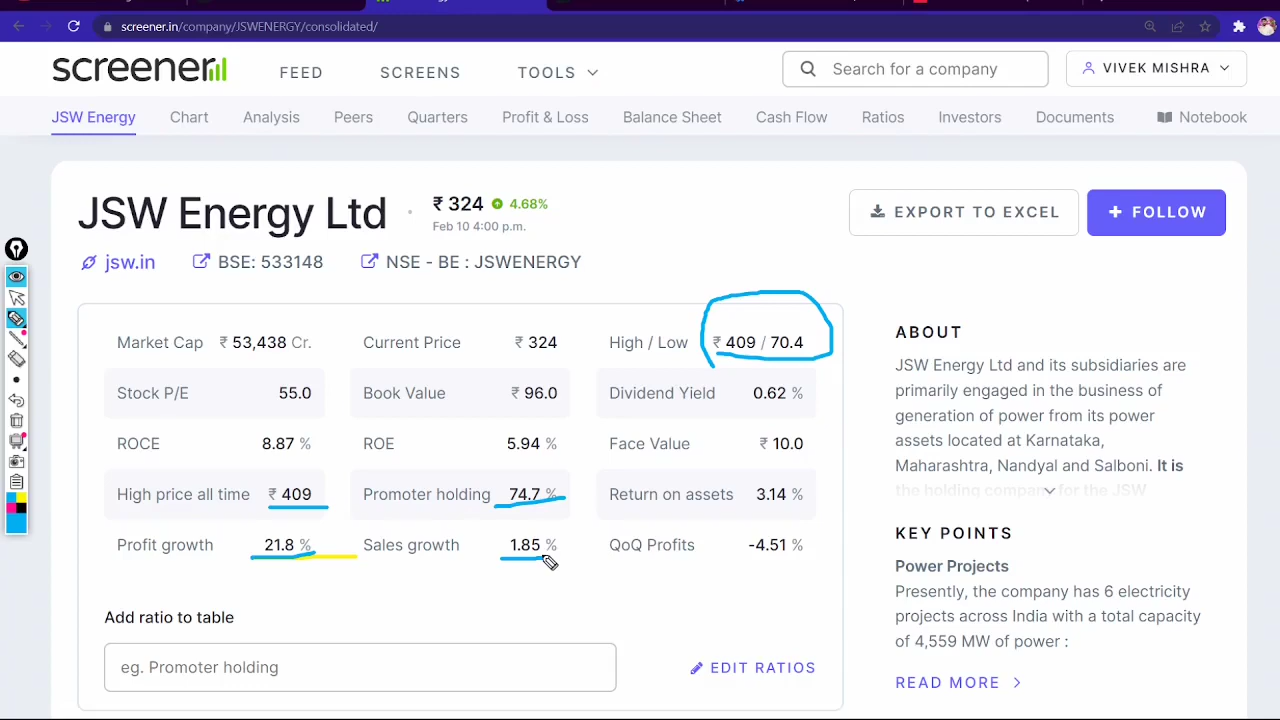 screener.in/company/JSWENERGY/consolidated/
screener
FEED SCREENS TOOLS
Search for a company
VIVEK MISHRA
JSW Energy Chart Analysis Peers Quarters Profit & Loss Balance Sheet Cash Flow Ratios Investors Documents Notebook
JSW Energy Ltd · ₹ 324 4.68%
Feb 10 4:00 p.m.
EXPORT TO EXCEL
+ FOLLOW
jsw.in BSE: 533148 NSE - BE : JSWENERGY
Market Cap ₹ 53,438 Cr. Current Price ₹ 324 High / Low ₹ 409 / 70.4
Stock P/E 55.0 Book Value ₹ 96.0 Dividend Yield 0.62 %
ROCE 8.87 % ROE 5.94 % Face Value ₹ 10.0
High price all time ₹ 409 Promoter holding 74.7 % Return on assets 3.14 %
Profit growth 21.8 % Sales growth 1.85 % QoQ Profits -4.51 %
Add ratio to table
eg. Promoter holding
EDIT RATIOS
ABOUT
JSW Energy Ltd and its subsidiaries are
primarily engaged in the business of
generation of power from its power
assets located at Karnataka,
Maharashtra, Nandyal and Salboni. It is
the holding company for the JSW
KEY POINTS
Power Projects
Presently, the company has 6 electricity
projects across India with a total capacity
of 4,559 MW of power :
READ MORE